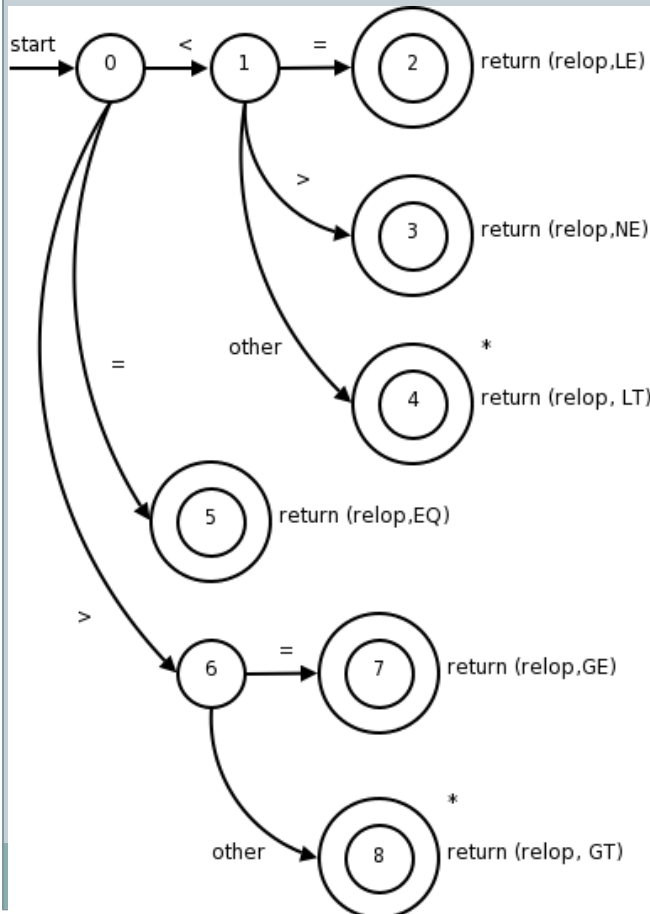 start
<
=
0
1
2
return (relop,LE)
>
3
return (relop,NE)
other
*
4
return (relop, LT)
=
5
return (relop,EQ)
>
=
6
7
return (relop,GE)
*
other
8
return (relop, GT)